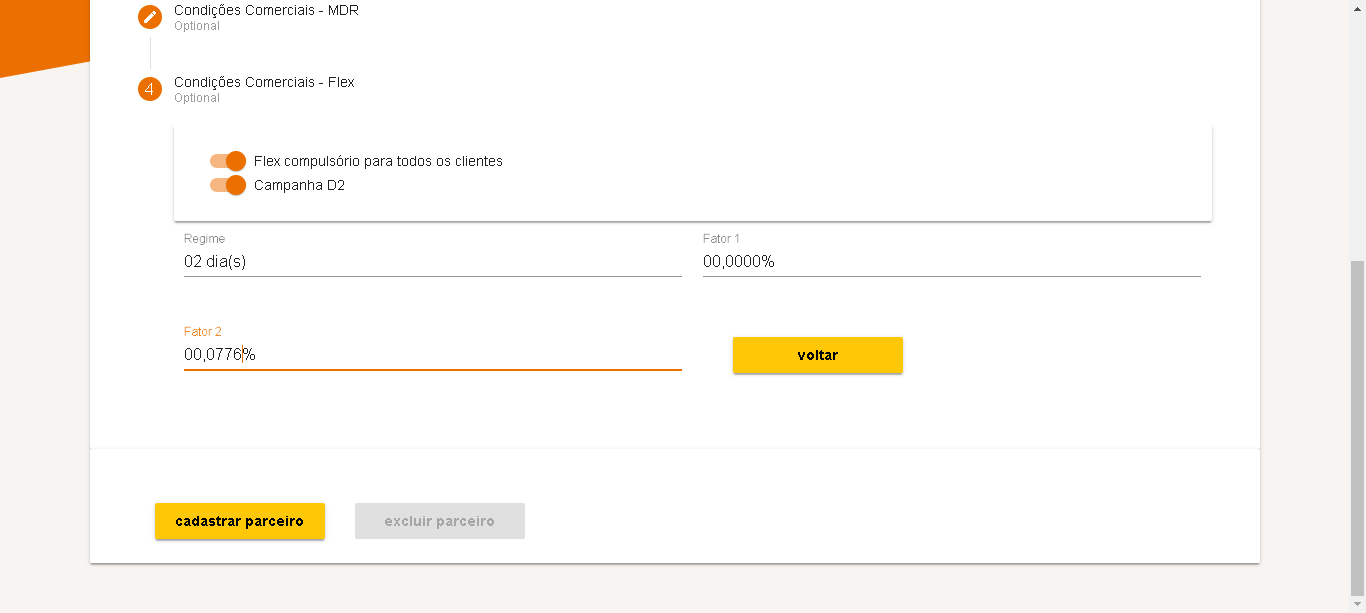 Condições Comerciais - MDR
Optional
4
Condições Comerciais - Flex
Optional
Flex compulsório para todos os clientes
Campanha D2
Regime
02 dia(s)
Fator 1
00,0000%
Fator 2
00,0776%
voltar
cadastrar parceiro
excluir parceiro